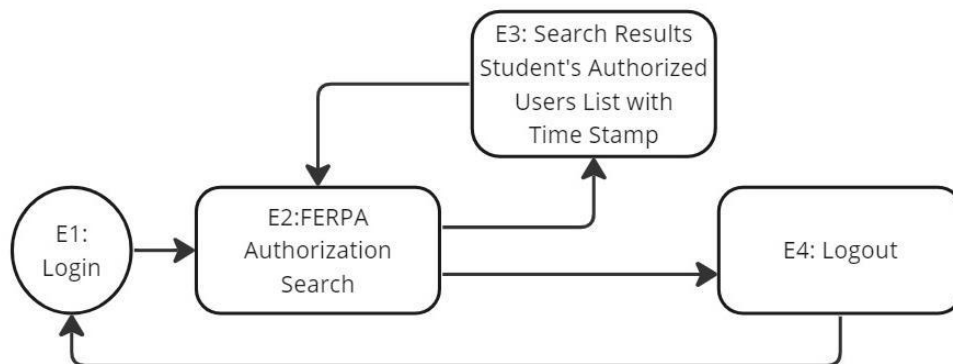 E3: Search Results
Student's Authorized
Users List with
Time Stamp
E1:
Login
E2:FERPA
Authorization
Search
E4: Logout